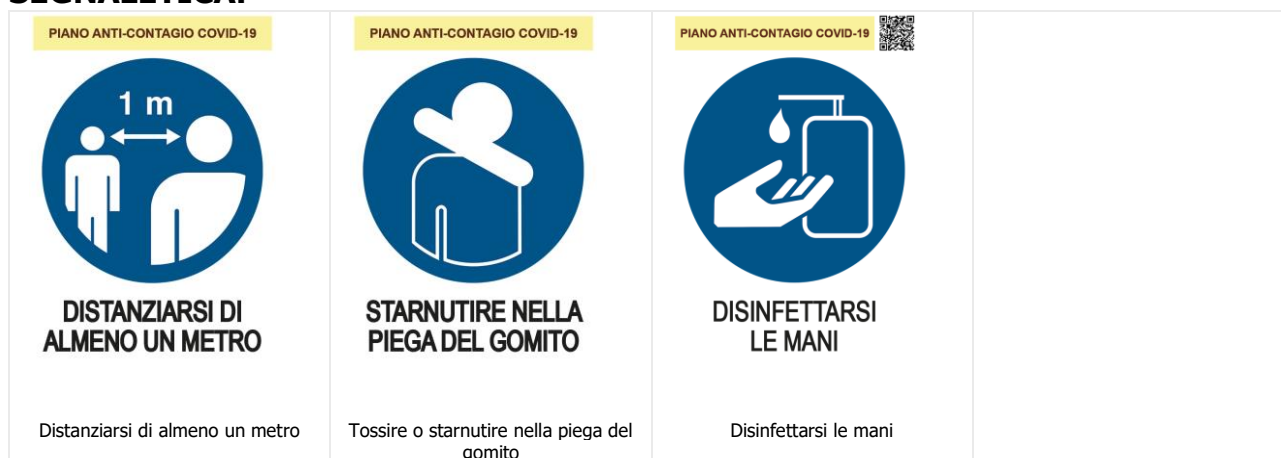 SEGNALETICA:
PIANO ANTI-CONTAGIO COVID-19
1 m
DISTANZIARSI DI
ALMENO UN METRO
Distanziarsi di almeno un metro
PIANO ANTI-CONTAGIO COVID-19
STARNUTIRE NELLA
PIEGA DEL GOMITO
Tossire o starnutire nella piega del
gomito
PIANO ANTI-CONTAGIO COVID-19
DISINFETTARSI
LE MANI
Disinfettarsi le mani